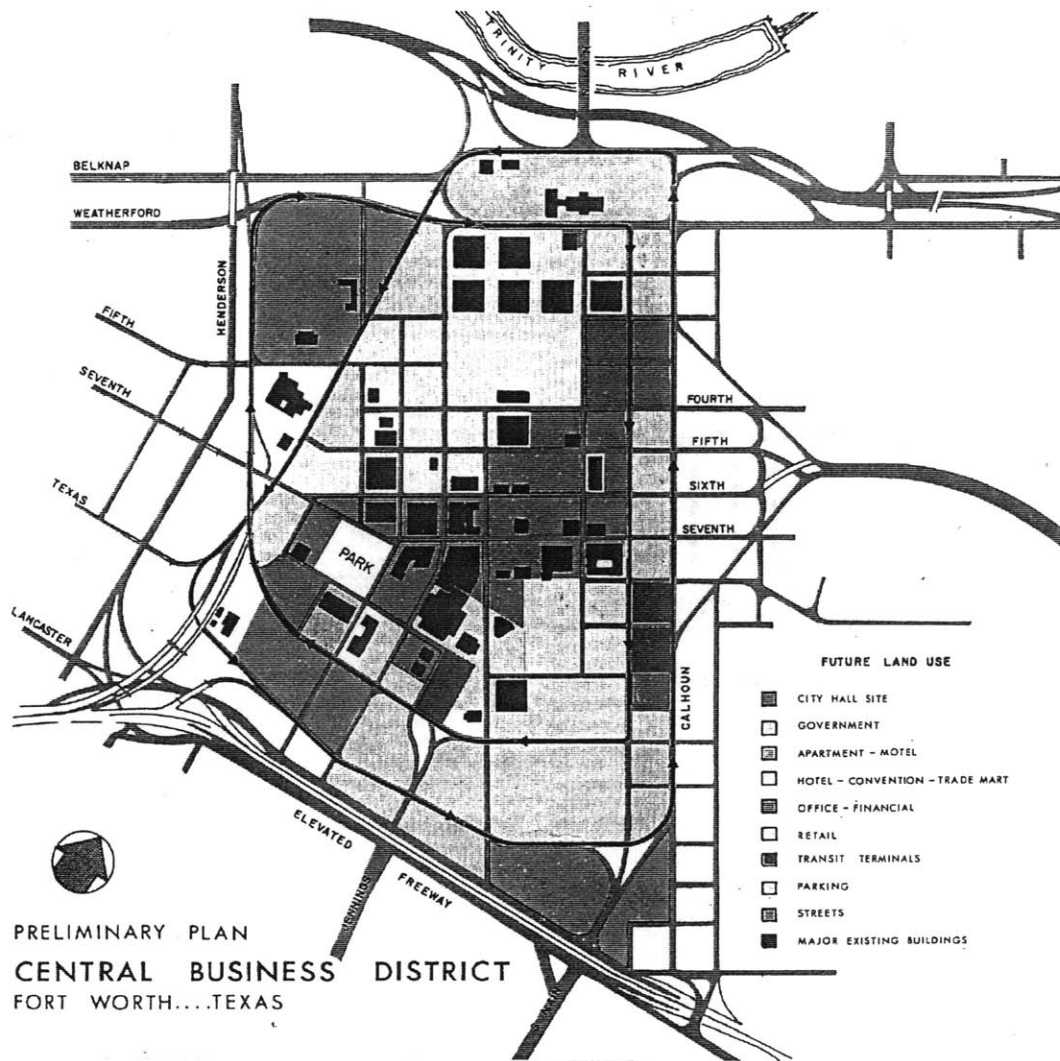 TRINITY RIVER
BELKNAP
WEATHERFORD
HENDERSON
FIFTH
SEVENTH
TEXAS
LANCASTER
FOURTH
FIFTH
SIXTH
SEVENTH
PARK
CALHOUN
ELEVATED FREEWAY
JENNINGS
MAIN
FUTURE LAND USE
CITY HALL SITE
GOVERNMENT
APARTMENT - MOTEL
HOTEL - CONVENTION - TRADE MART
OFFICE - FINANCIAL
RETAIL
TRANSIT TERMINALS
PARKING
STREETS
MAJOR EXISTING BUILDINGS
PRELIMINARY PLAN
CENTRAL BUSINESS DISTRICT
FORT WORTH....TEXAS